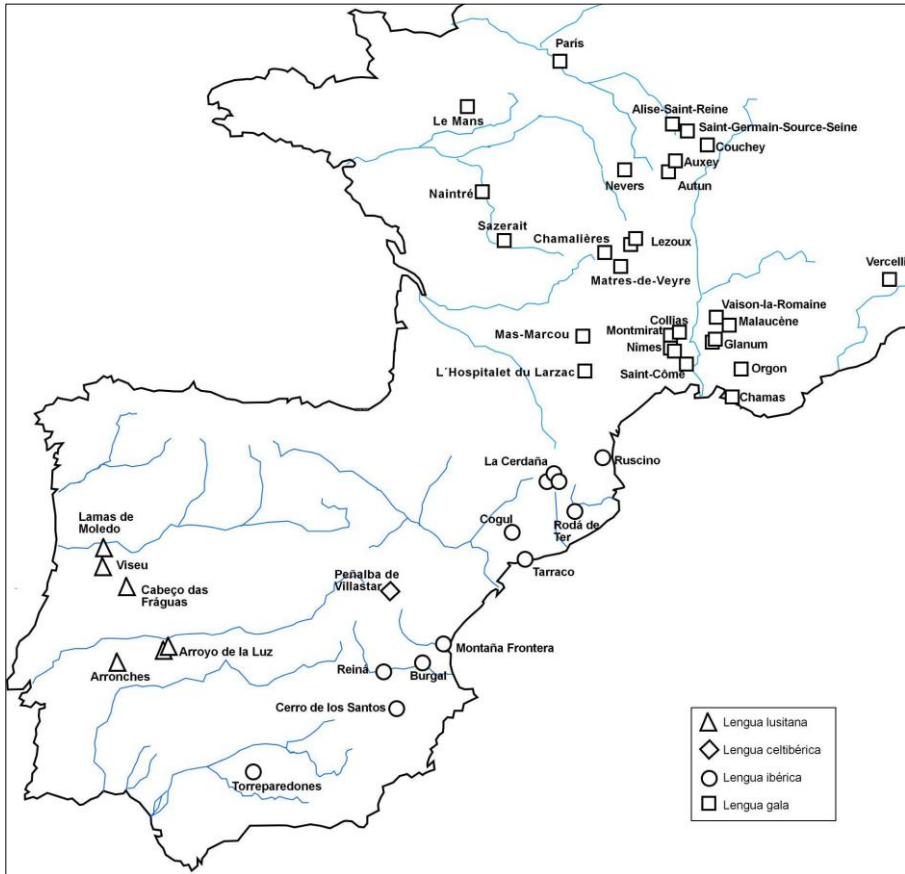 París
Alise-Saint-Reine
Saint-Germain-Source-Seine
Le Mans
Couchey
Auxey
Nevers
Autun
Naintré
Sazerait
Chamalières
Lezoux
Matres-de-Veyre
Vercelli
Vaison-la-Romaine
Collias
Malaucène
Montmirat
Mas-Marcou
Glanum
Nîmes
L´Hospitalet du Larzac
Saint-Côme
Orgon
Chamas
La Cerdaña
Ruscino
Lamas de
Moledo
Cogul
Rodá de
Ter
Viseu
Tarraco
Peñalba de
Villastar
Cabeço das
Fráguas
Arroyo de la Luz
Montaña Frontera
Arronches
Reiná
Burgal
Cerro de los Santos
Torreparedones
Lengua lusitana
Lengua celtibérica
Lengua ibérica
Lengua gala